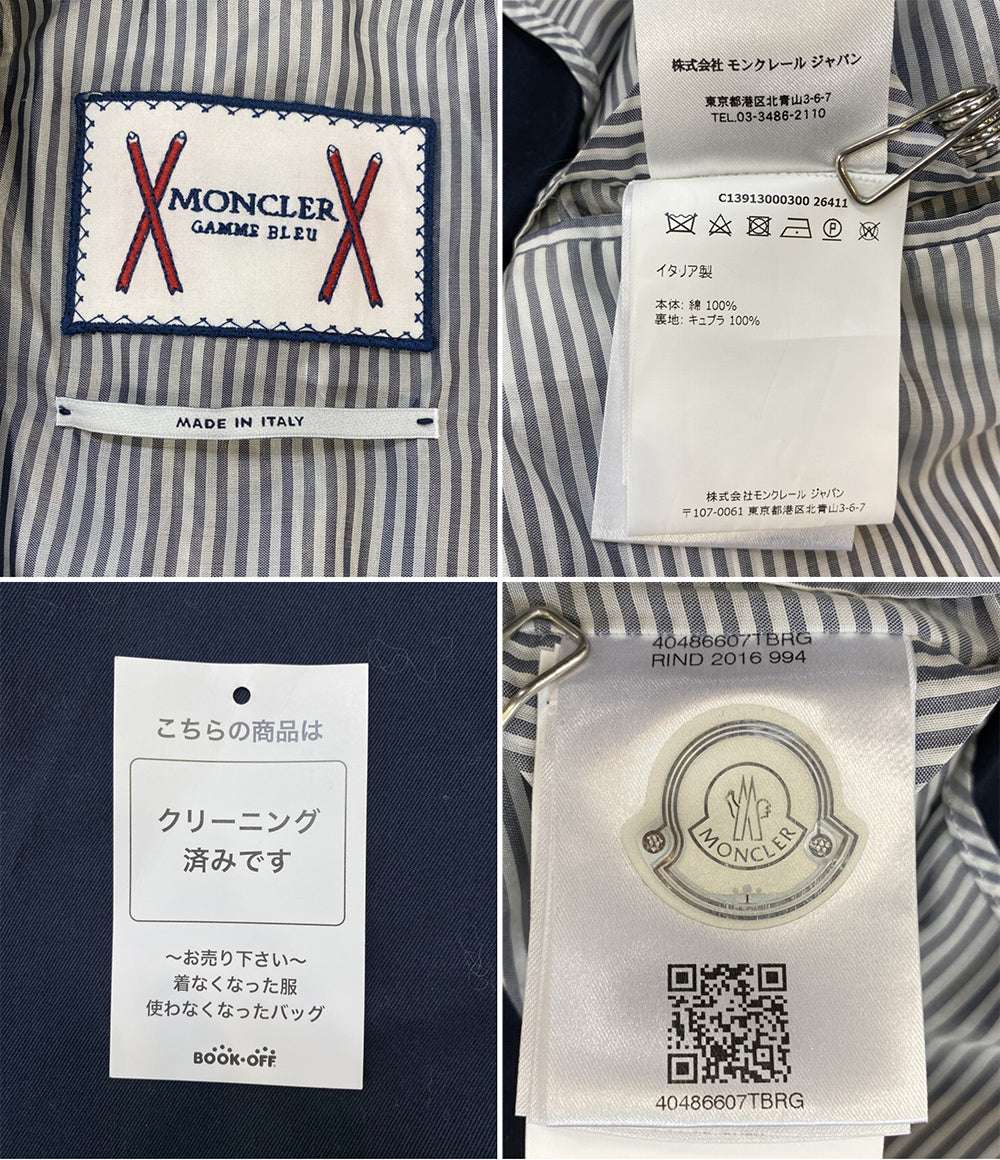 MONCLER
GAMME BLEU
MADE IN ITALY
株式会社 モンクレール ジャパン
東京都港区北青山3-6-7
TEL.03-3486-2110
C13913000300 26411
イタリア製
本体: 綿 100%
裏地: キュプラ 100%
株式会社モンクレール ジャパン
〒107-0061 東京都港区北青山3-6-7
こちらの商品は
クリーニング
済みです
～お売り下さい～
着なくなった服
使わなくなったバッグ
BOOK・OFF
40486607TBRG
RIND 2016 994
MONCLER
40486607TBRG